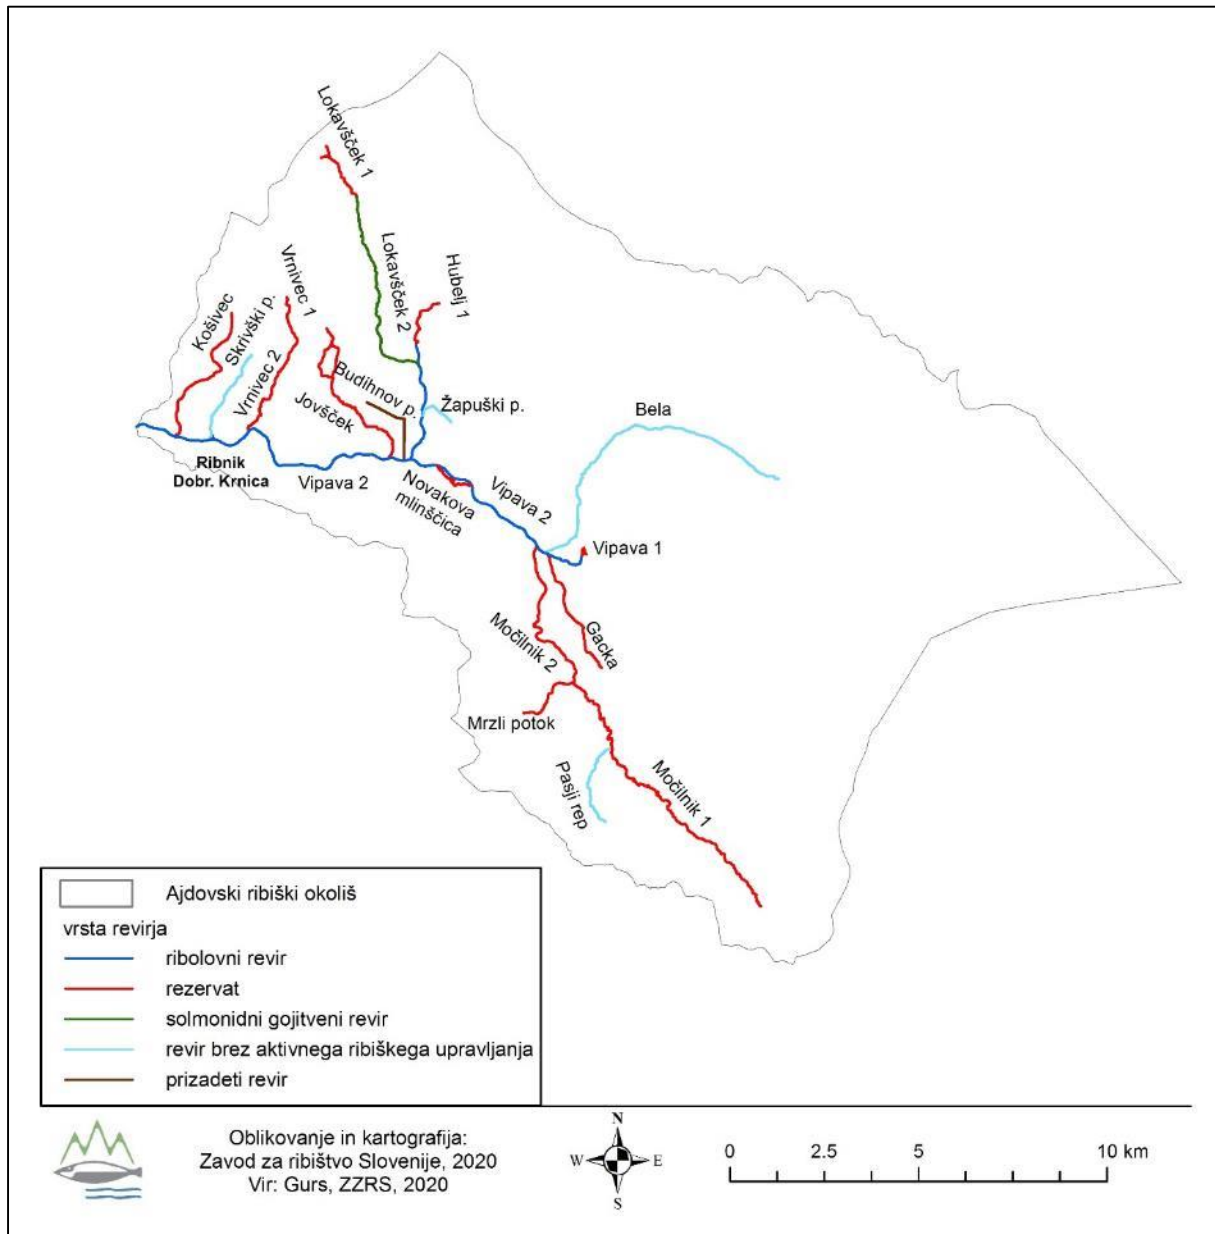 Lokavšček 1
Lokavšček 2
Hubelj 1
Vrnivec 1
Košivec
Skrivški p.
Vrnivec 2
Budihnov p.
Jovšček
Žapuški p.
Bela
Ribnik
Dobr. Krnica
Vipava 2
Novakova
mlinščica
Vipava 2
Vipava 1
Močilnik 2
Gacka
Mrzli potok
Pasji rep
Močilnik 1
Ajdovski ribiški okoliš
vrsta revirja
ribolovni revir
rezervat
solmonidni gojitveni revir
revir brez aktivnega ribiškega upravljanja
prizadeti revir
Oblikovanje in kartografija:
Zavod za ribištvo Slovenije, 2020
Vir: Gurs, ZZRS, 2020
N
W E
S
0 2.5 5 10 km